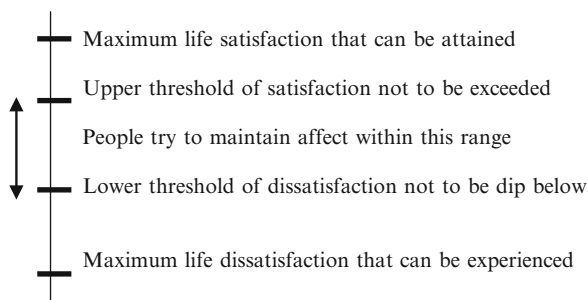 Maximum life satisfaction that can be attained
Upper threshold of satisfaction not to be exceeded
People try to maintain affect within this range
Lower threshold of dissatisfaction not to be dip below
Maximum life dissatisfaction that can be experienced